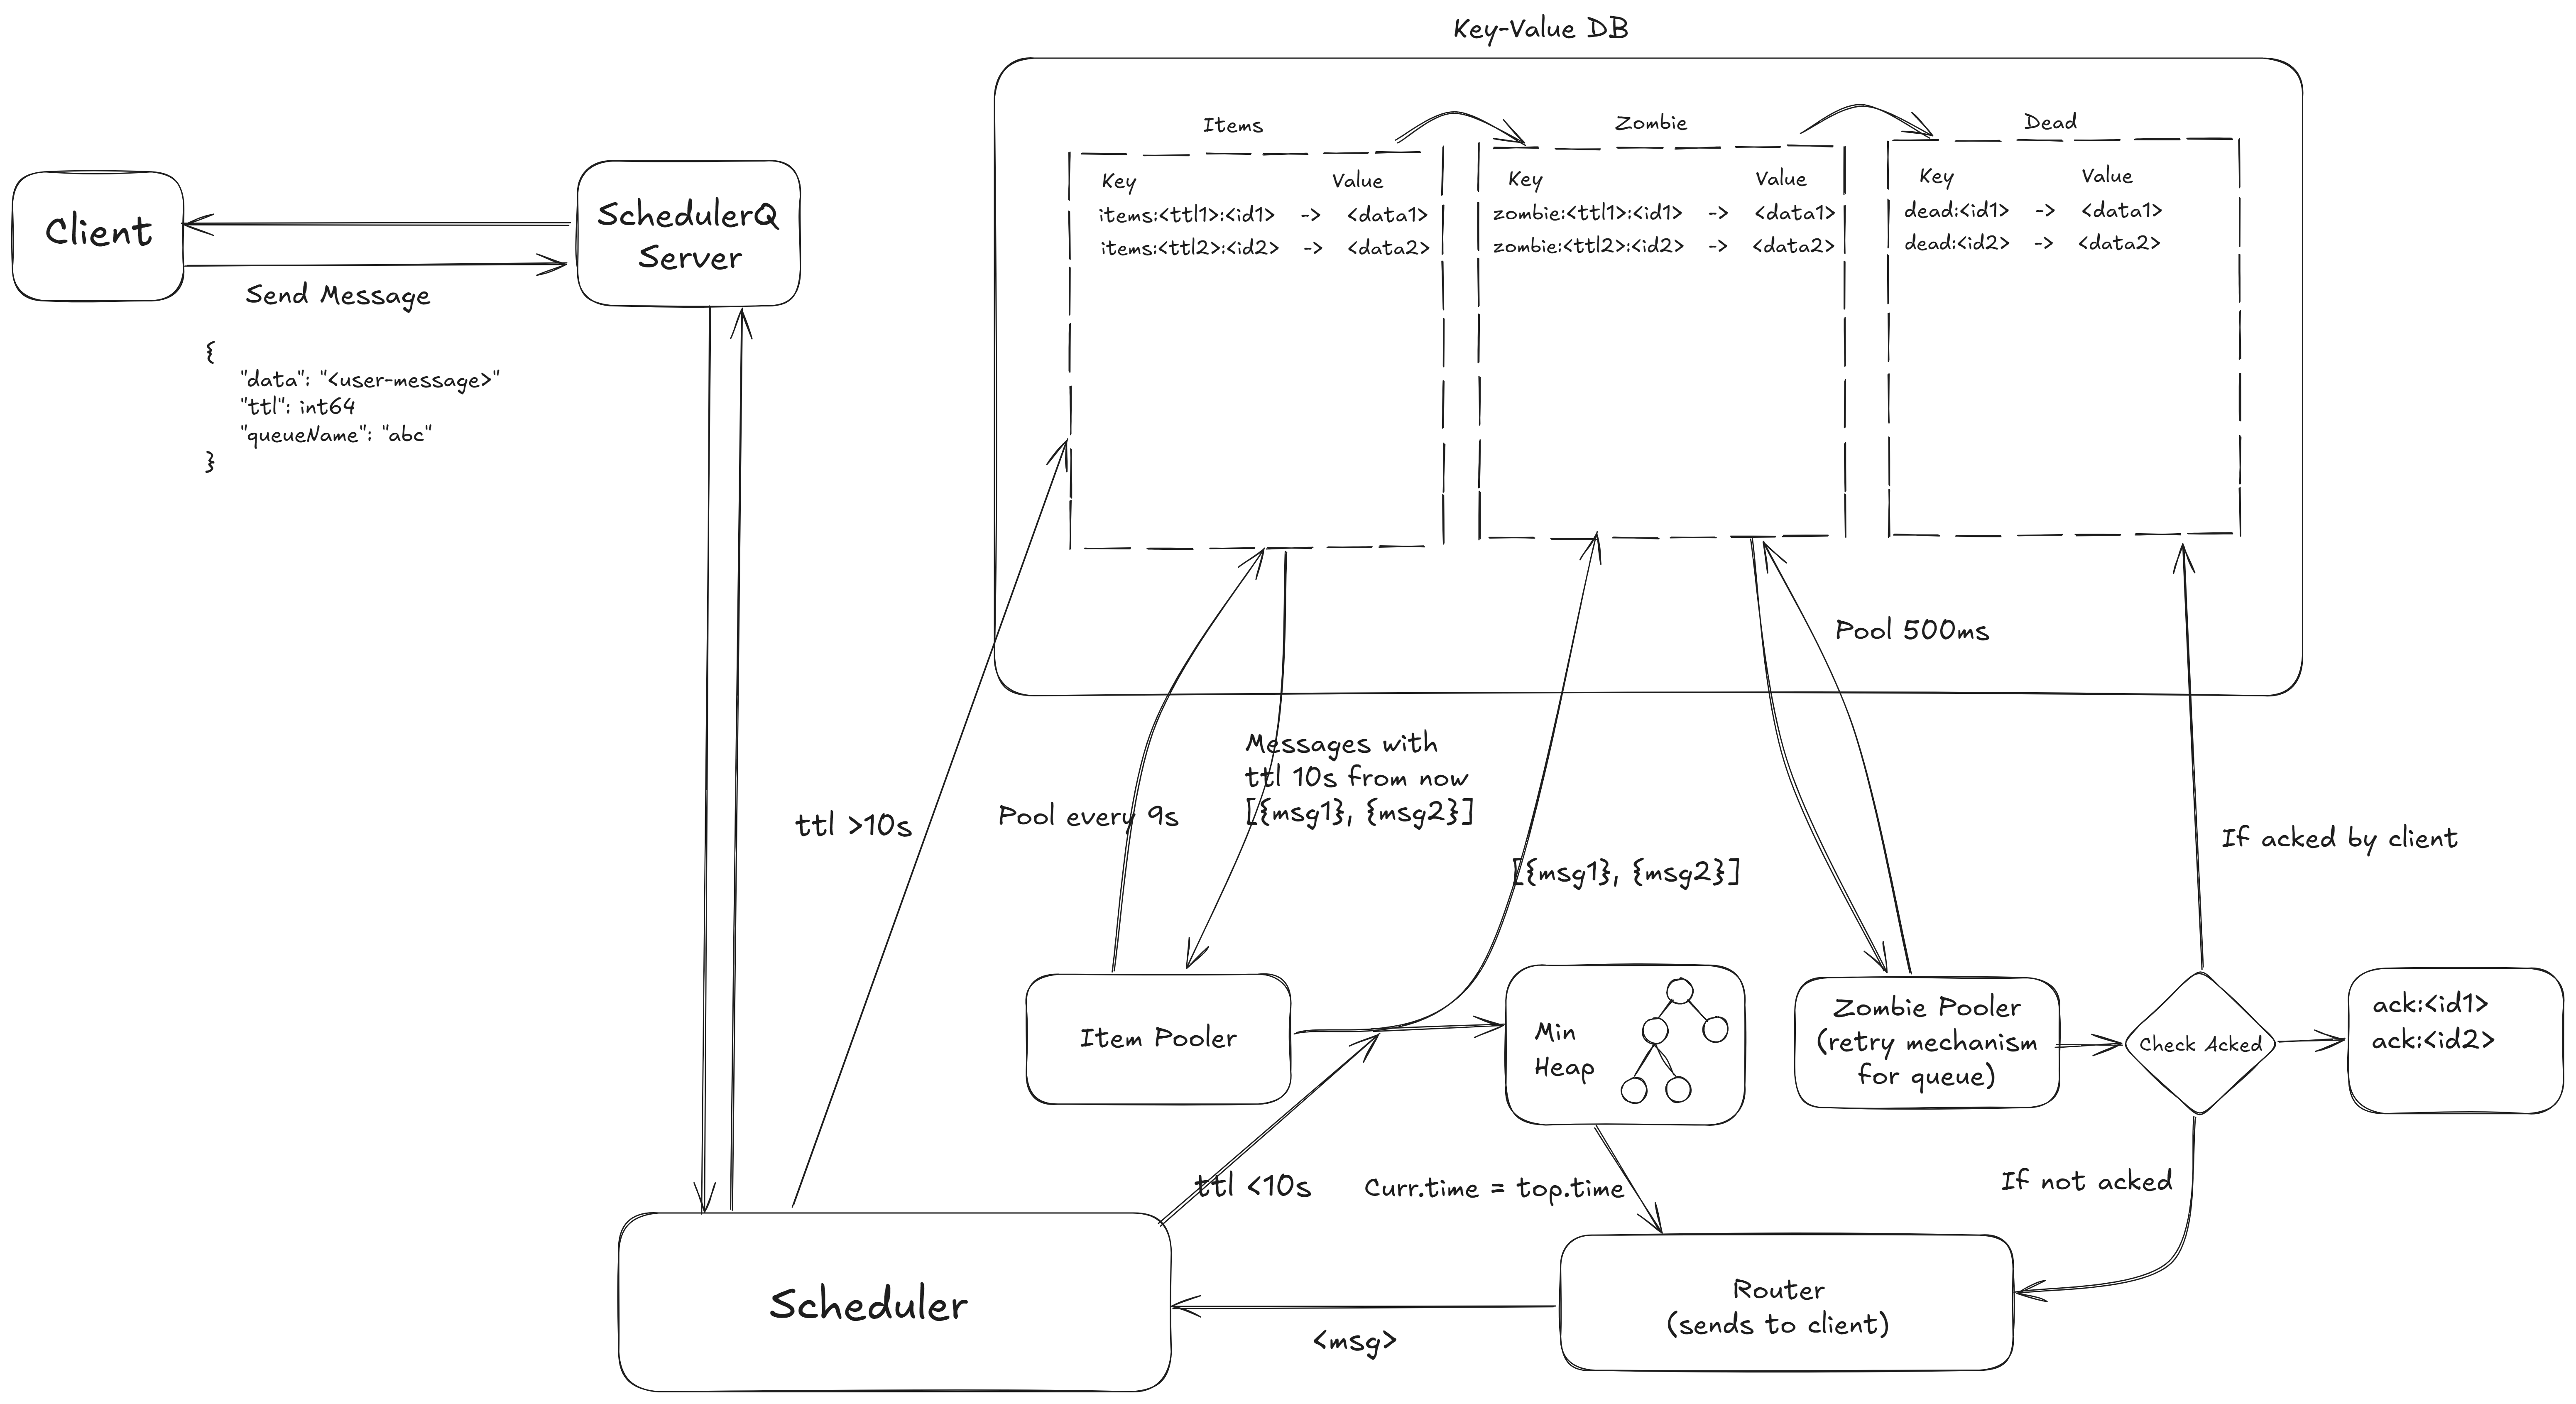 Key-Value DB
Items
Zombie
Dead
Key Value
items:<ttl1>:<id1> -> <data1>
items:<ttl2>:<id2> -> <data2>
Key Value
zombie:<ttl1>:<id1> -> <data1>
zombie:<ttl2>:<id2> -> <data2>
Key Value
dead:<id1> -> <data1>
dead:<id2> -> <data2>
Client
SchedulerQ
Server
Send Message
{
"data": "<user-message>"
"ttl": int64
"queueName": "abc"
}
Pool 500ms
Messages with
ttl 10s from now
[{msg1}, {msg2}]
ttl >10s
Pool every 9s
[{msg1}, {msg2}]
If acked by client
Item Pooler
Min
Heap
Zombie Pooler
(retry mechanism
for queue)
Check Acked
ack:<id1>
ack:<id2>
ttl <10s
Curr.time = top.time
If not acked
Scheduler
<msg>
Router
(sends to client)